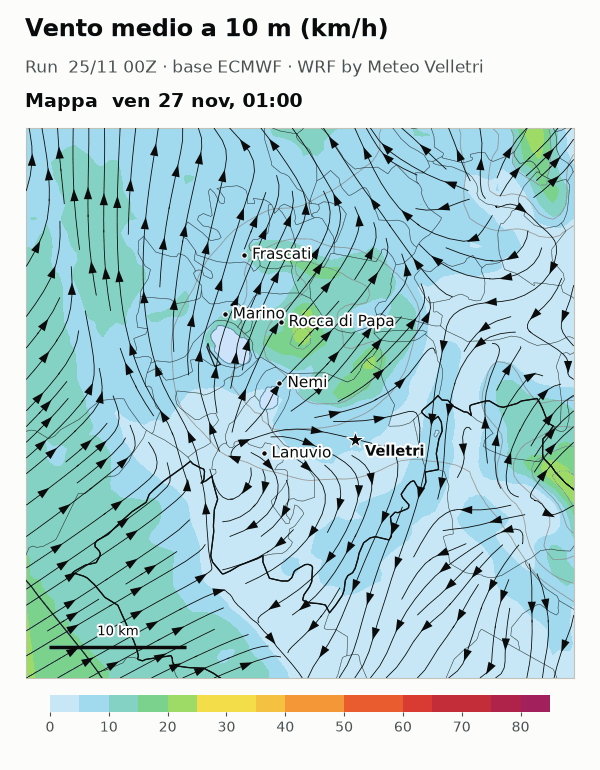 Vento medio a 10 m (km/h)
Run  25/11 00Z · base ECMWF · WRF by Meteo Velletri
Mappa  ven 27 nov, 01:00
Frascati
Marino
Rocca di Papa
Nemi
Velletri
Lanuvio
10 km
0 10 20 30 40 50 60 70 80